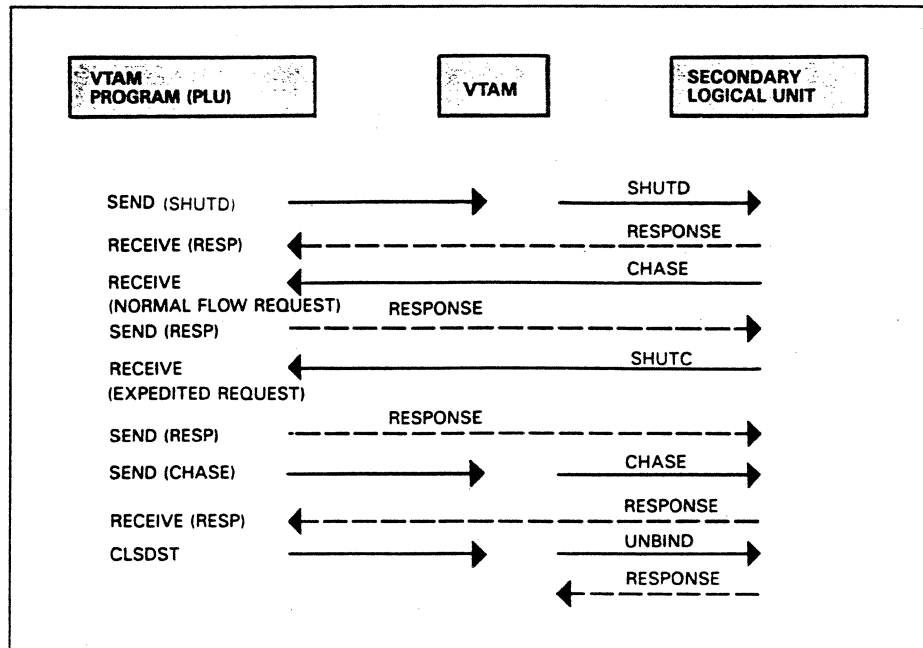 VTAM
PROGRAM (PLU)
VTAM
SECONDARY
LOGICAL UNIT
SEND (SHUTD)
SHUTD
RECEIVE (RESP)
RESPONSE
RECEIVE
(NORMAL FLOW REQUEST)
CHASE
SEND (RESP)
RESPONSE
RECEIVE
(EXPEDITED REQUEST)
SHUTC
SEND (RESP)
RESPONSE
SEND (CHASE)
CHASE
RECEIVE (RESP)
RESPONSE
CLSDST
UNBIND
RESPONSE